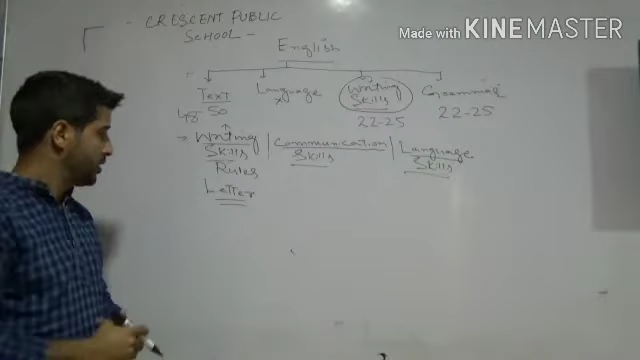 Made with KINEMASTER
- CRESCENT PUBLIC
SCHOOL -
English
Text Language Writing Skills Grammar
48-50 × 22-25 22-25
→ Writing Skills | Communication Skills | Language Skills
Rules
Letter